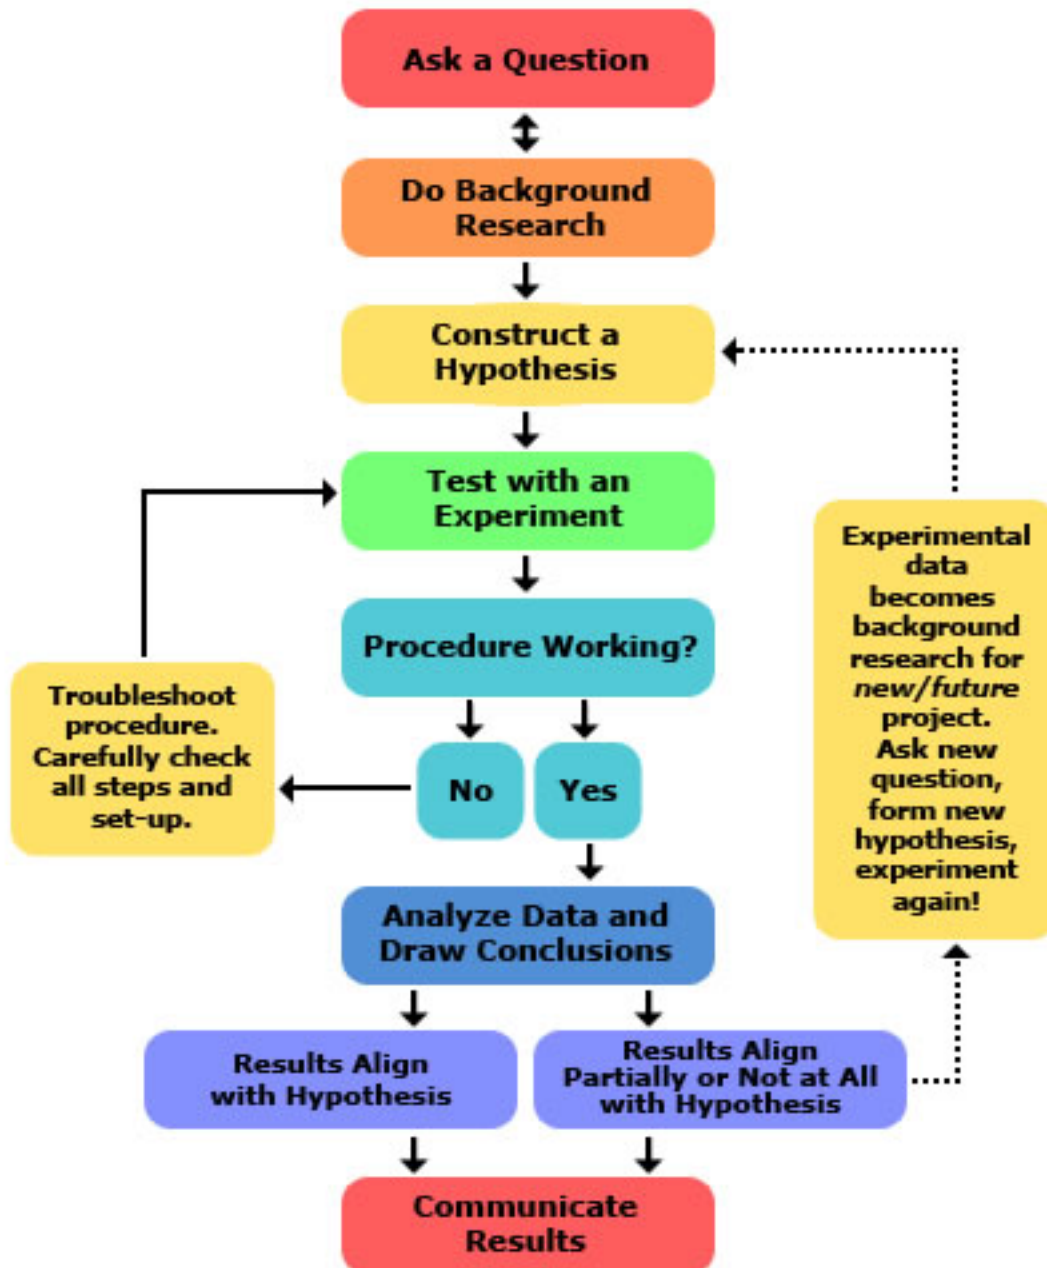 Ask a Question
Do Background
Research
Construct a
Hypothesis
Test with an
Experiment
Procedure Working?
No
Yes
Troubleshoot
procedure.
Carefully check
all steps and
set-up.
Experimental
data
becomes
background
research for
new/future
project.
Ask new
question,
form new
hypothesis,
experiment
again!
Analyze Data and
Draw Conclusions
Results Align
with Hypothesis
Results Align
Partially or Not at All
with Hypothesis
Communicate
Results